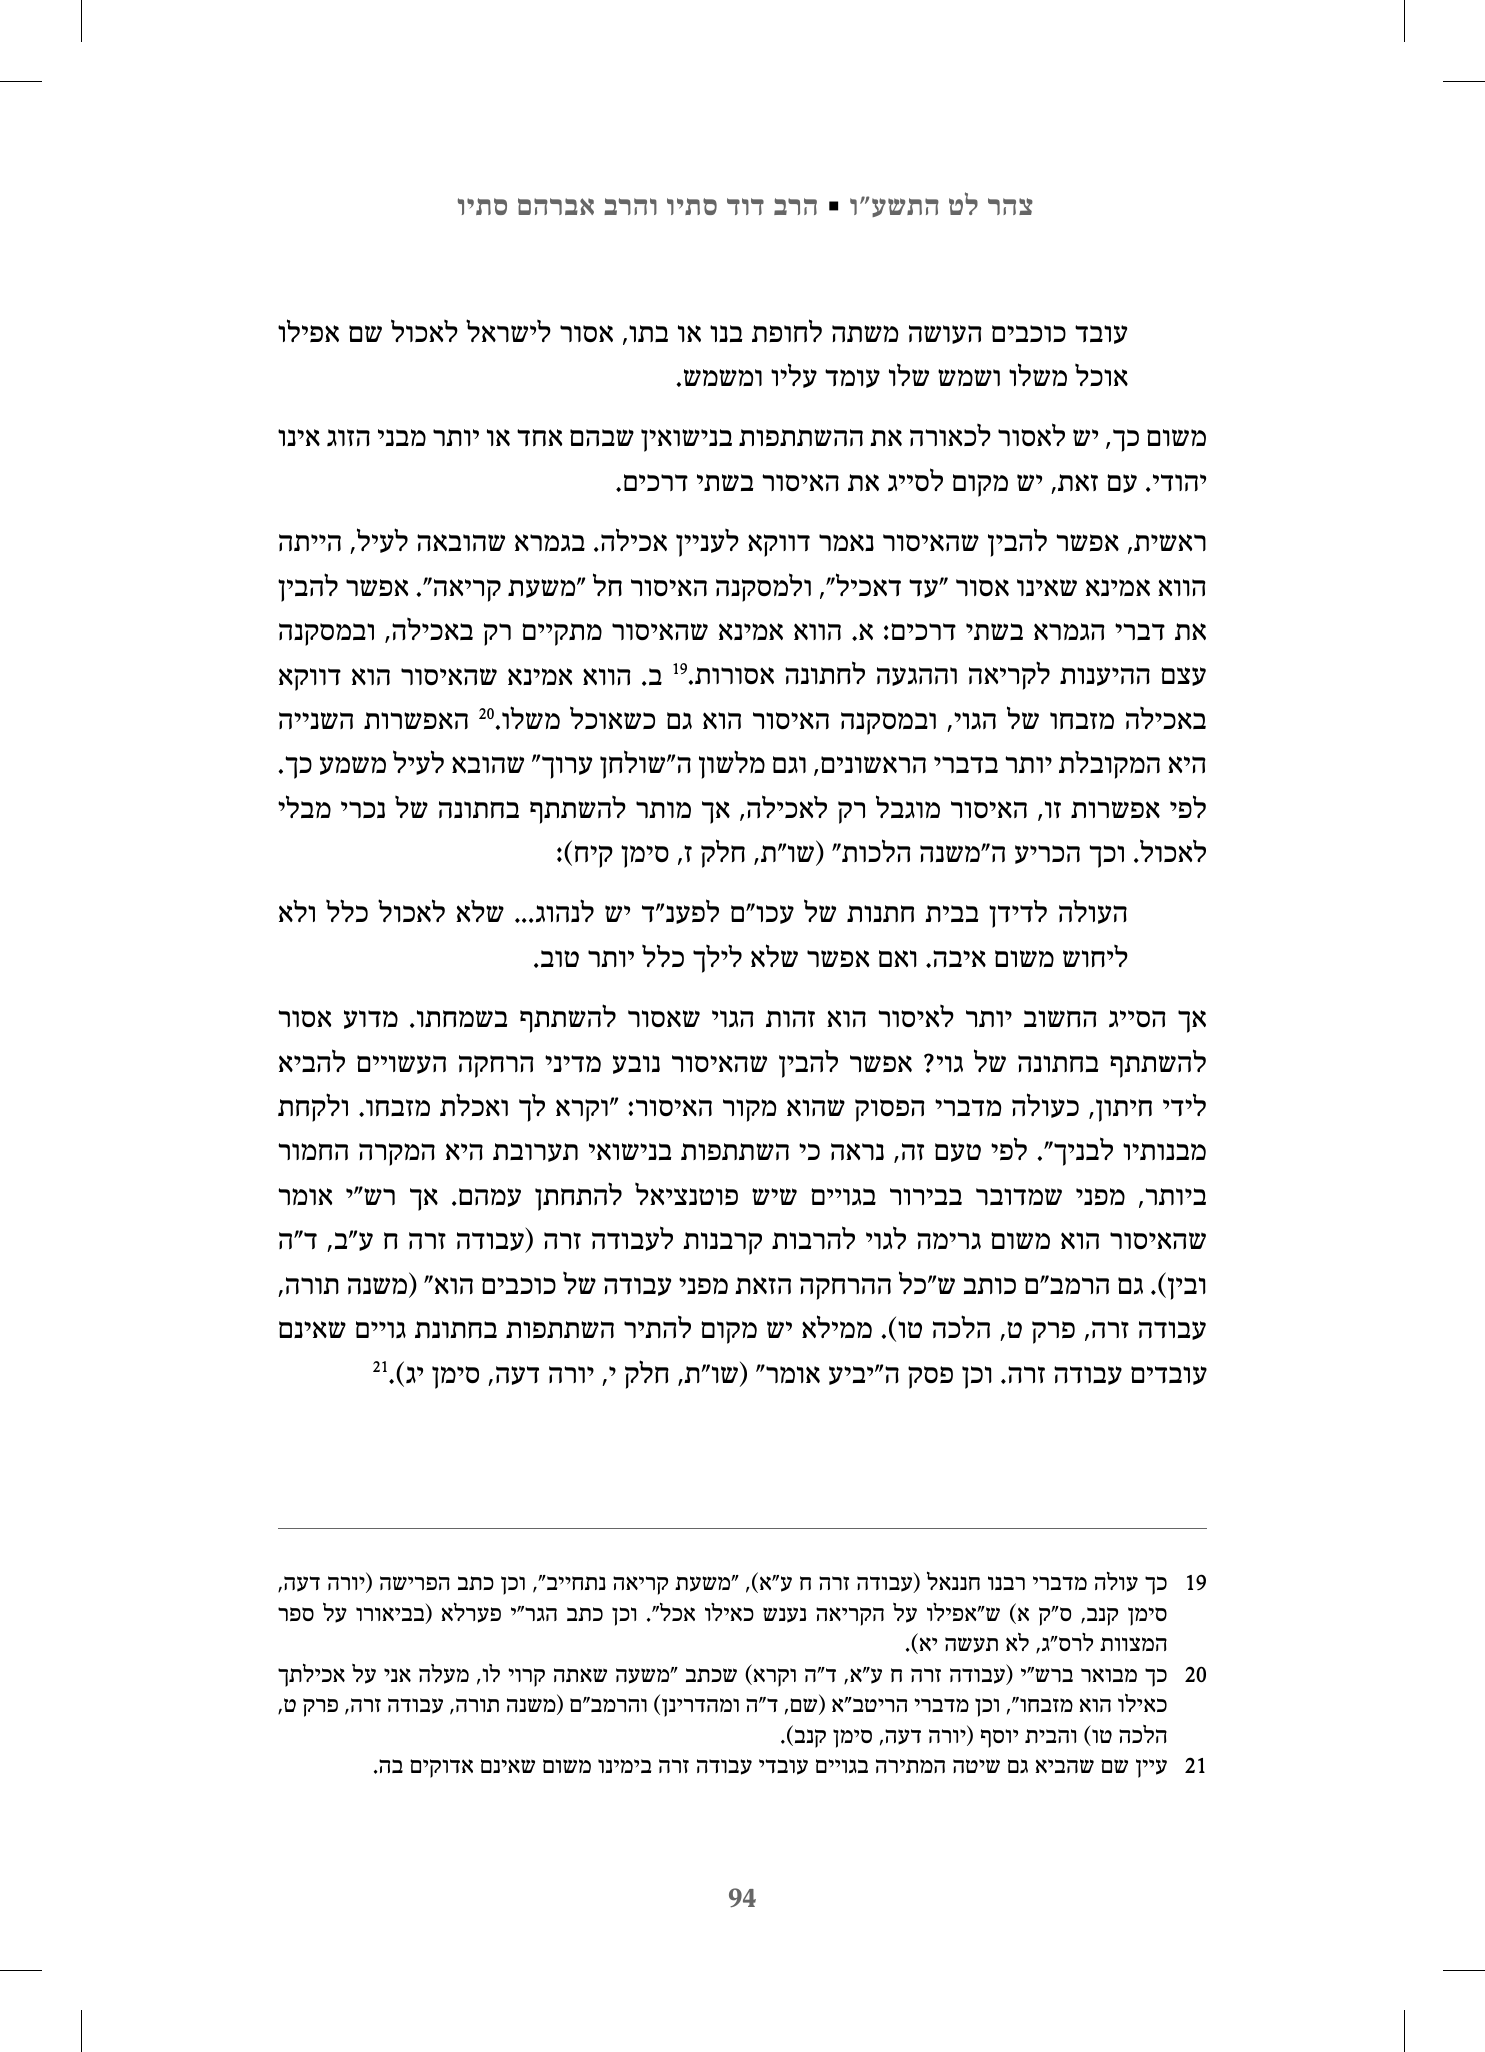 צהר לט התשע"ו ▪ הרב דוד סתיו והרב אברהם סתיו
עובד כוכבים העושה משתה לחופת בנו או בתו, אסור לישראל לאכול שם אפילו
אוכל משלו ושמש שלו עומד עליו ומשמש.
משום כך, יש לאסור לכאורה את ההשתתפות בנישואין שבהם אחד או יותר מבני הזוג אינו
יהודי. עם זאת, יש מקום לסייג את האיסור בשתי דרכים.
ראשית, אפשר להבין שהאיסור נאמר דווקא לעניין אכילה. בגמרא שהובאה לעיל, הייתה
הווא אמינא שאינו אסור "עד דאכיל", ולמסקנה האיסור חל "משעת קריאה". אפשר להבין
את דברי הגמרא בשתי דרכים: א. הווא אמינא שהאיסור מתקיים רק באכילה, ובמסקנה
עצם ההיענות לקריאה וההגעה לחתונה אסורות.19 ב. הווא אמינא שהאיסור הוא דווקא
באכילה מזבחו של הגוי, ובמסקנה האיסור הוא גם כשאוכל משלו.20 האפשרות השנייה
היא המקובלת יותר בדברי הראשונים, וגם מלשון ה"שולחן ערוך" שהובא לעיל משמע כך.
לפי אפשרות זו, האיסור מוגבל רק לאכילה, אך מותר להשתתף בחתונה של נכרי מבלי
לאכול. וכך הכריע ה"משנה הלכות" (שו"ת, חלק ז, סימן קיח):
העולה לדידן בבית חתנות של עכו"ם לפענ"ד יש לנהוג... שלא לאכול כלל ולא
ליחוש משום איבה. ואם אפשר שלא לילך כלל יותר טוב.
אך הסייג החשוב יותר לאיסור הוא זהות הגוי שאסור להשתתף בשמחתו. מדוע אסור
להשתתף בחתונה של גוי? אפשר להבין שהאיסור נובע מדיני הרחקה העשויים להביא
לידי חיתון, כעולה מדברי הפסוק שהוא מקור האיסור: "וקרא לך ואכלת מזבחו. ולקחת
מבנותיו לבניך". לפי טעם זה, נראה כי השתתפות בנישואי תערובת היא המקרה החמור
ביותר, מפני שמדובר בבירור בגויים שיש פוטנציאל להתחתן עמהם. אך רש"י אומר
שהאיסור הוא משום גרימה לגוי להרבות קרבנות לעבודה זרה (עבודה זרה ח ע"ב, ד"ה
ובין). גם הרמב"ם כותב ש"כל ההרחקה הזאת מפני עבודה של כוכבים הוא" (משנה תורה,
עבודה זרה, פרק ט, הלכה טו). ממילא יש מקום להתיר השתתפות בחתונת גויים שאינם
עובדים עבודה זרה. וכן פסק ה"יביע אומר" (שו"ת, חלק י, יורה דעה, סימן יג).21
19 כך עולה מדברי רבנו חננאל (עבודה זרה ח ע"א), "משעת קריאה נתחייב", וכן כתב הפרישה (יורה דעה,
סימן קנב, ס"ק א) ש"אפילו על הקריאה נענש כאילו אכל". וכן כתב הגר"י פערלא (בביאורו על ספר
המצוות לרס"ג, לא תעשה יא).
20 כך מבואר ברש"י (עבודה זרה ח ע"א, ד"ה וקרא) שכתב "משעה שאתה קרוי לו, מעלה אני על אכילתך
כאילו הוא מזבחו", וכן מדברי הריטב"א (שם, ד"ה ומהדרינן) והרמב"ם (משנה תורה, עבודה זרה, פרק ט,
הלכה טו) והבית יוסף (יורה דעה, סימן קנב).
21 עיין שם שהביא גם שיטה המתירה בגויים עובדי עבודה זרה בימינו משום שאינם אדוקים בה.
94